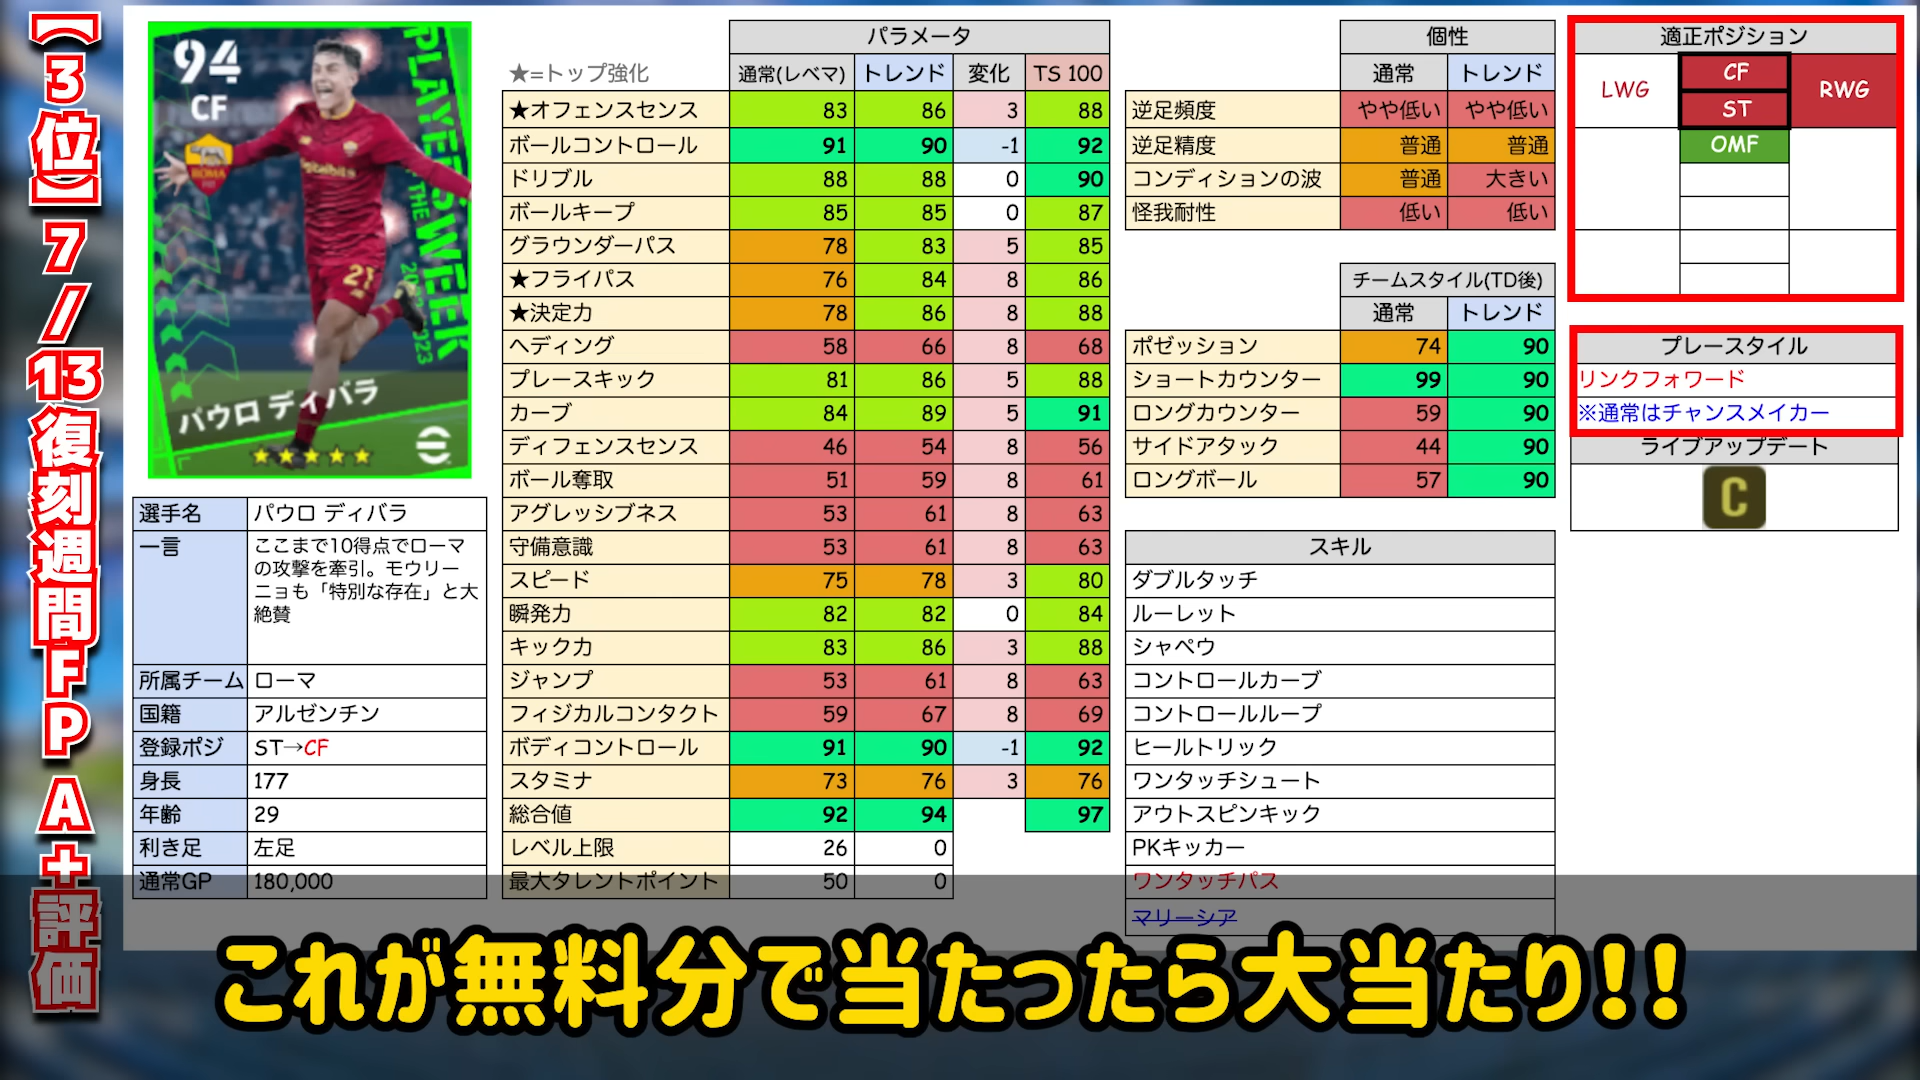 【3位】7/13復刻週間FP A+評価
94
CF
PLAYER OF THE WEEK
ROMA
21
パウロ ディバラ
★★★★★
選手名 パウロ ディバラ
一言 ここまで10得点でローマ
の攻撃を牽引。モウリー
ニョも「特別な存在」と大
絶賛
所属チーム ローマ
国籍 アルゼンチン
登録ポジ ST→CF
身長 177
年齢 29
利き足 左足
通常GP 180,000
パラメータ
★=トップ強化 通常(レベマ) トレンド 変化 TS 100
★オフェンスセンス 83 86 3 88
ボールコントロール 91 90 -1 92
ドリブル 88 88 0 90
ボールキープ 85 85 0 87
グラウンダーパス 78 83 5 85
★フライパス 76 84 8 86
★決定力 78 86 8 88
ヘディング 58 66 8 68
プレースキック 81 86 5 88
カーブ 84 89 5 91
ディフェンスセンス 46 54 8 56
ボール奪取 51 59 8 61
アグレッシブネス 53 61 8 63
守備意識 53 61 8 63
スピード 75 78 3 80
瞬発力 82 82 0 84
キック力 83 86 3 88
ジャンプ 53 61 8 63
フィジカルコンタクト 59 67 8 69
ボディコントロール 91 90 -1 92
スタミナ 73 76 3 76
総合値 92 94 97
レベル上限 26 0
最大タレントポイント 50 0
個性
通常 トレンド
逆足頻度 やや低い やや低い
逆足精度 普通 普通
コンディションの波 普通 大きい
怪我耐性 低い 低い
チームスタイル(TD後)
通常 トレンド
ポゼッション 74 90
ショートカウンター 99 90
ロングカウンター 59 90
サイドアタック 44 90
ロングボール 57 90
スキル
ダブルタッチ
ルーレット
シャペウ
コントロールカーブ
コントロールループ
ヒールトリック
ワンタッチシュート
アウトスピンキック
PKキッカー
ワンタッチパス
マリーシア
適正ポジション
LWG CF RWG
ST
OMF
プレースタイル
リンクフォワード
※通常はチャンスメイカー
ライブアップデート
C
これが無料分で当たったら大当たり!!